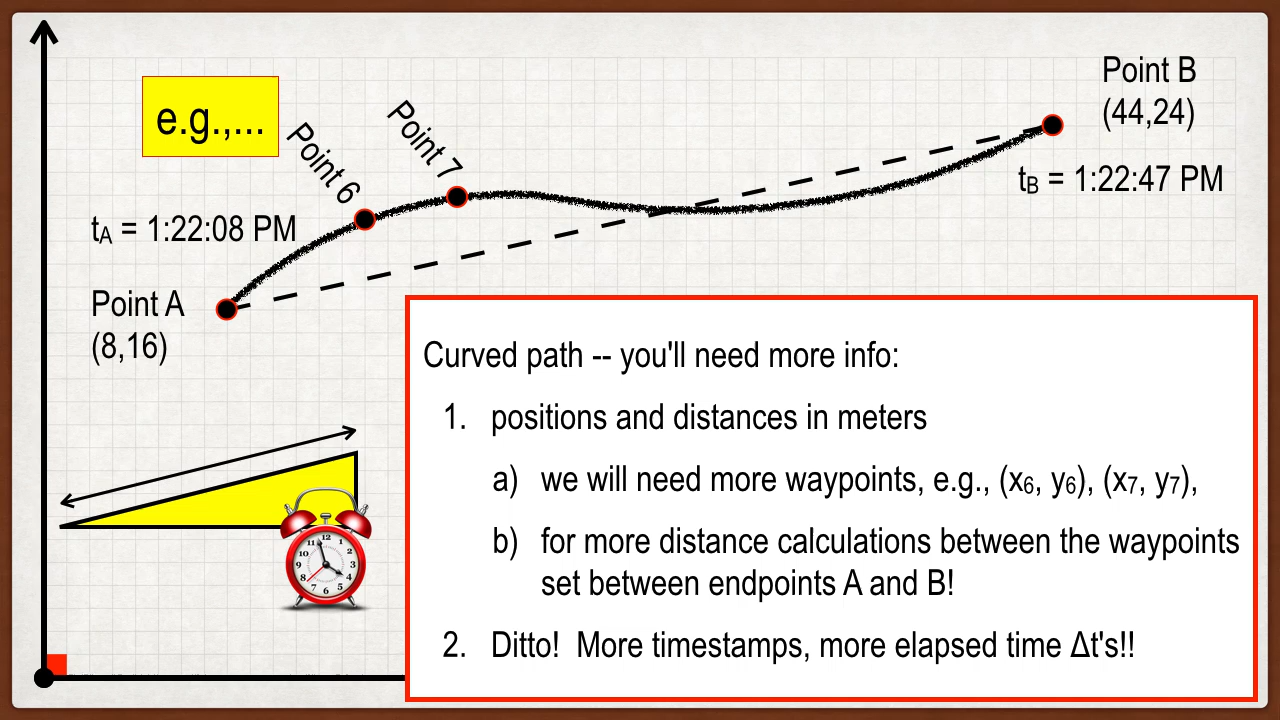 Point B
(44,24)
e.g.,...
Point 7
Point 6
tB = 1:22:47 PM
tA = 1:22:08 PM
Point A
(8,16)
Curved path -- you'll need more info:
1. positions and distances in meters
a) we will need more waypoints, e.g., (x6, y6), (x7, y7),
b) for more distance calculations between the waypoints
set between endpoints A and B!
2. Ditto! More timestamps, more elapsed time Δt's!!